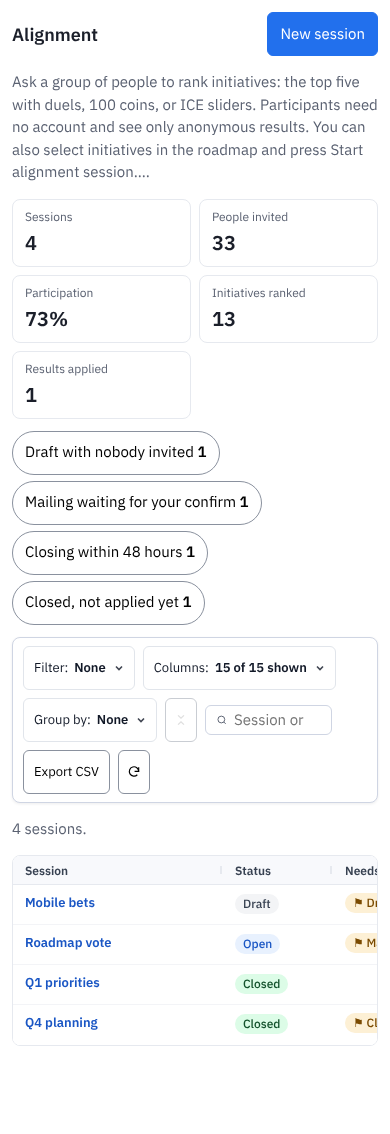 Alignment
New session
Ask a group of people to rank initiatives: the top five
with duels, 100 coins, or ICE sliders. Participants need
no account and see only anonymous results. You can
also select initiatives in the roadmap and press Start
alignment session....
Sessions
4
People invited
33
Participation
73%
Initiatives ranked
13
Results applied
1
Draft with nobody invited 1
Mailing waiting for your confirm 1
Closing within 48 hours 1
Closed, not applied yet 1
Filter: None
Columns: 15 of 15 shown
Group by: None
Session or
Export CSV
4 sessions.
Session Status Needs
Mobile bets Draft Dr
Roadmap vote Open M
Q1 priorities Closed
Q4 planning Closed Cl